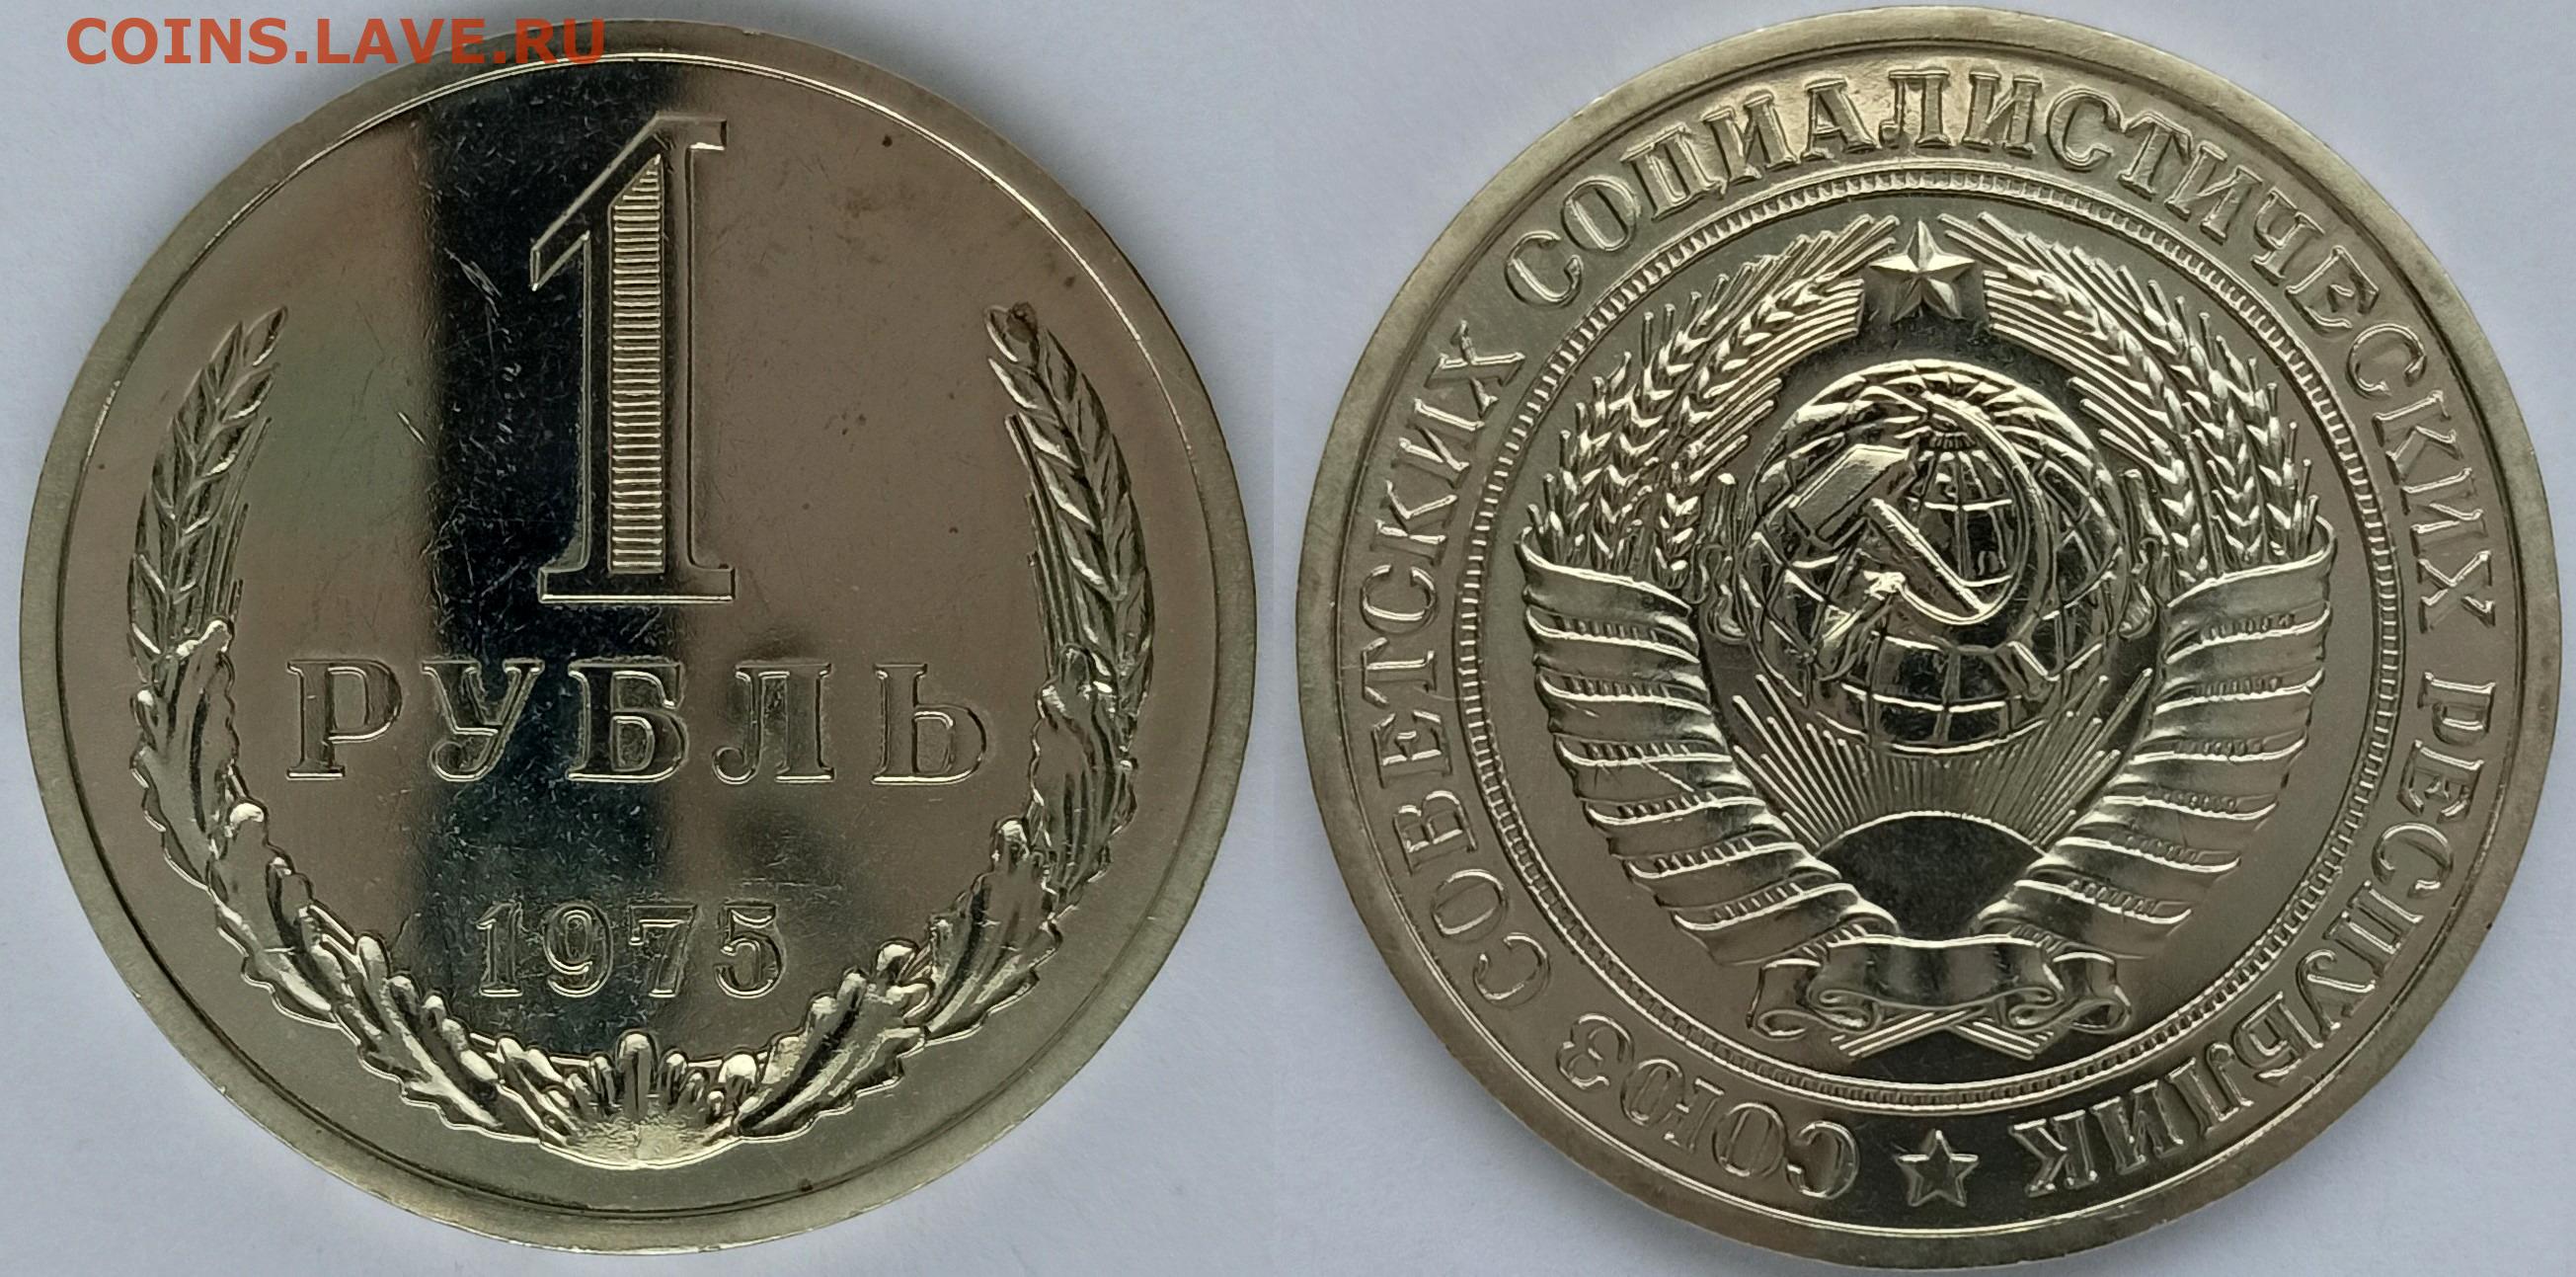 COINS.LAVE.RU
1
РУБЛЬ
1975
СОЮЗ СОВЕТСКИХ СОЦИАЛИСТИЧЕСКИХ РЕСПУБЛИК